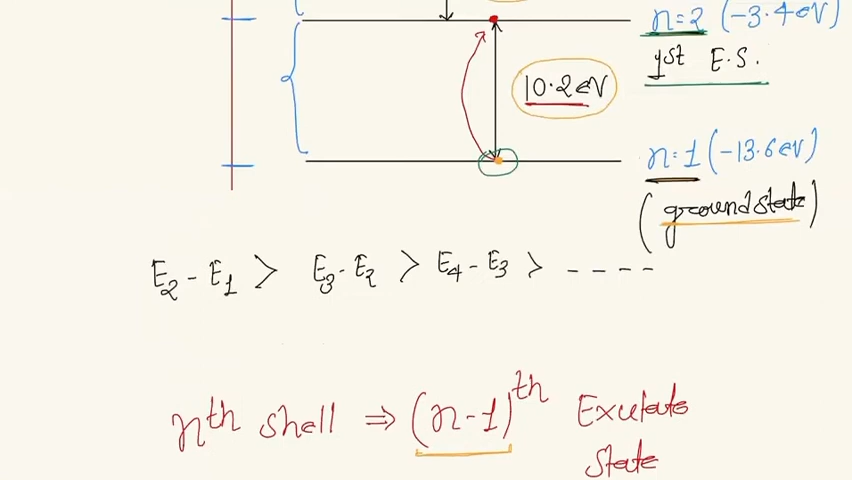 n=2 (-3.4eV)
1st E.S.
10.2eV
n=1 (-13.6eV)
(ground state)
E2 - E1 > E3 - E2 > E4 - E3 > ----
nth shell ⇒ (n-1)th
State